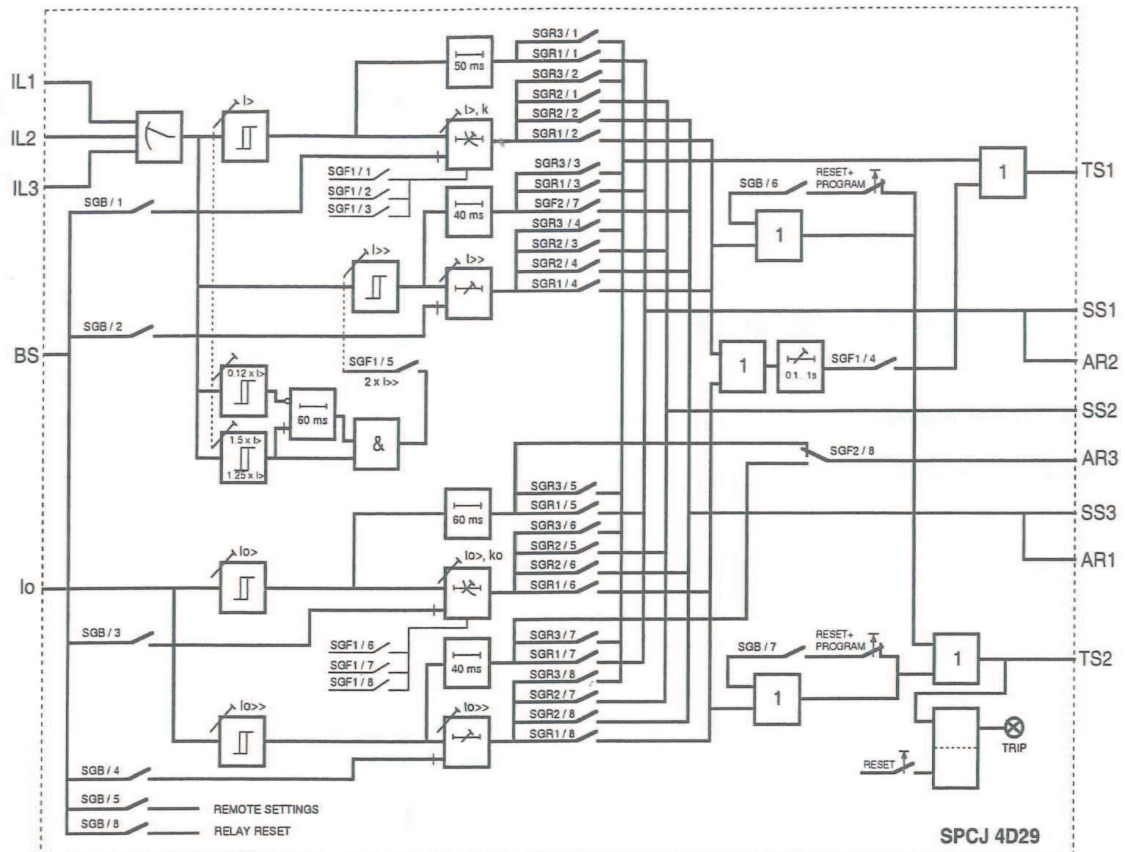 SGR3 / 1
SGR1 / 1
50 ms
SGR3 / 2
IL1
I>
t>, k
SGR2 / 1
SGR2 / 2
IL2
SGR1 / 2
IL3
SGF1 / 1
SGF1 / 2
SGF1 / 3
SGR3 / 3
SGR1 / 3
SGF2 / 7
SGB / 6
RESET+
PROGRAM
1
TS1
SGB / 1
40 ms
SGR3 / 4
SGR2 / 3
1
I>>
t>>
SGR2 / 4
SGR1 / 4
SS1
SGB / 2
BS
SGF1 / 5
2 x I>>
1
0.1.. 1s
SGF1 / 4
AR2
0.12 x I>
60 ms
SS2
1.5 x I>
1.25 x I>
&
SGF2 / 8
AR3
SGR3 / 5
60 ms
SGR1 / 5
SS3
SGR3 / 6
Io>
to>, ko
SGR2 / 5
SGR2 / 6
AR1
Io
SGR1 / 6
SGB / 3
SGF1 / 6
SGF1 / 7
SGF1 / 8
40 ms
SGR3 / 7
SGR1 / 7
SGB / 7
RESET+
PROGRAM
1
TS2
SGR3 / 8
SGR2 / 7
1
Io>>
to>>
SGR2 / 8
SGR1 / 8
TRIP
SGB / 4
RESET
SGB / 5
REMOTE SETTINGS
SGB / 8
RELAY RESET
SPCJ 4D29